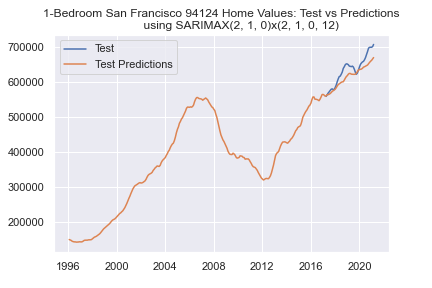 1-Bedroom San Francisco 94124 Home Values: Test vs Predictions
using SARIMAX(2, 1, 0)x(2, 1, 0, 12)
Test
Test Predictions
700000
600000
500000
400000
300000
200000
1996 2000 2004 2008 2012 2016 2020